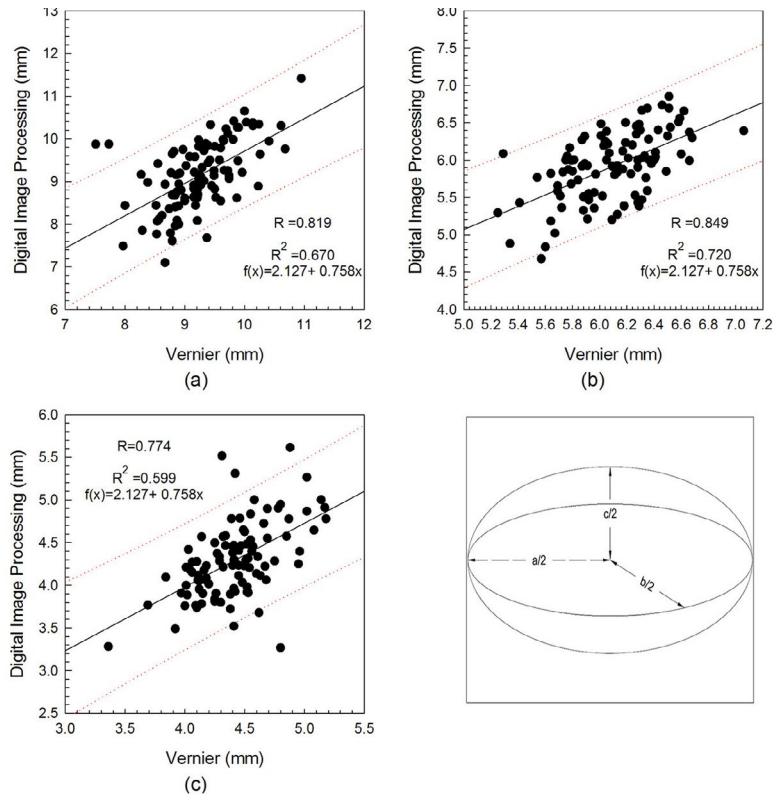 13
12
11
10
9
8
7
6
Digital Image Processing (mm)
R = 0.819
R2 = 0.670
f(x)=2.127+ 0.758x
7 8 9 10 11 12
Vernier (mm)
(a)
8.0
7.5
7.0
6.5
6.0
5.5
5.0
4.5
4.0
Digital Image Processing (mm)
R = 0.849
R2 = 0.720
f(x)=2.127+ 0.758x
5.0 5.2 5.4 5.6 5.8 6.0 6.2 6.4 6.6 6.8 7.0 7.2
Vernier (mm)
(b)
6.0
5.5
5.0
4.5
4.0
3.5
3.0
2.5
Digital Image Processing (mm)
R=0.774
R2 = 0.599
f(x)=2.127+ 0.758x
3.0 3.5 4.0 4.5 5.0 5.5
Vernier (mm)
(c)
c/2
a/2
b/2